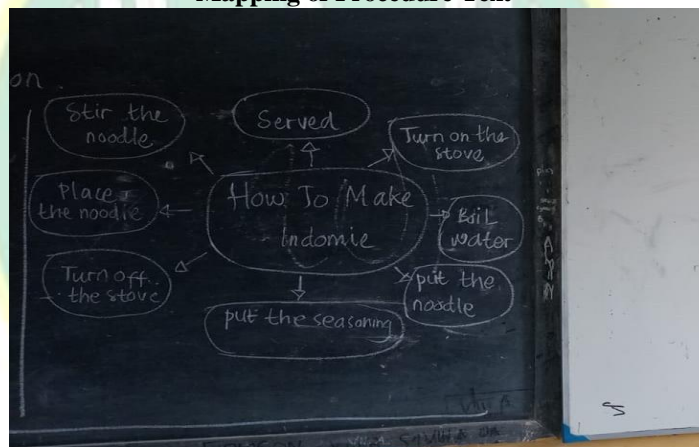 Mapping of Procedure Text
on
Stir the
noodle
Served
Turn on the
stove
Place
the noodle
How To Make
Indomie
Boil
water
Turn off
the stove
put the
noodle
put the seasoning